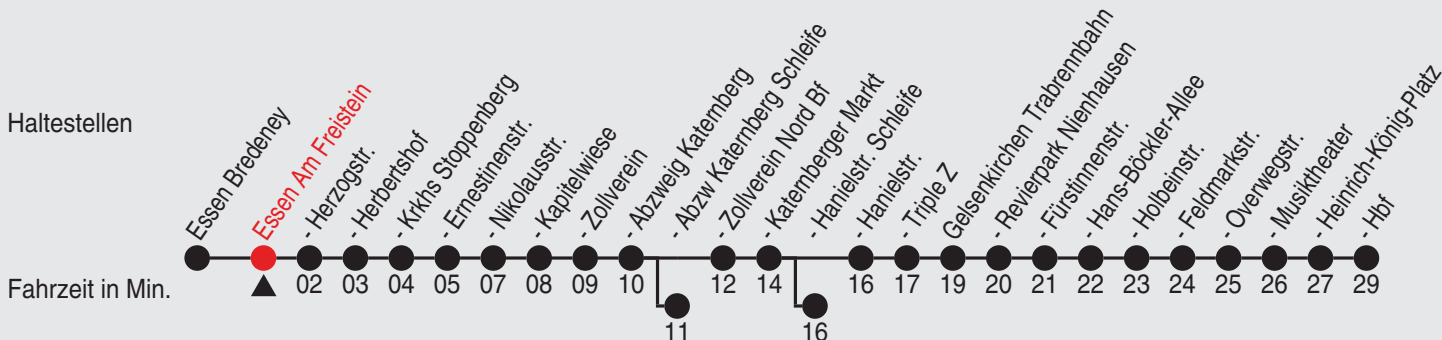 Haltestellen
Essen Bredeney
Essen Am Freistein
- Herzogstr.
- Herbertshof
- Krkhs Stoppenberg
- Ernestinenstr.
- Nikolausstr.
- Kapitelwiese
- Zollverein
- Abzweig Katernberg
- Abzw Katernberg Schleife
- Zollverein Nord Bf
- Katernberger Markt
- Hanielstr. Schleife
- Hanielstr.
- Triple Z
Gelsenkirchen Trabrennbahn
- Revierpark Nienhausen
- Fürstinnenstr.
- Hans-Böckler-Allee
- Holbeinstr.
- Feldmarkstr.
- Overwegstr.
- Musiktheater
- Heinrich-König-Platz
- Hbf
Fahrzeit in Min.
02 03 04 05 07 08 09 10 12 14 16 17 19 20 21 22 23 24 25 26 27 29
11 16